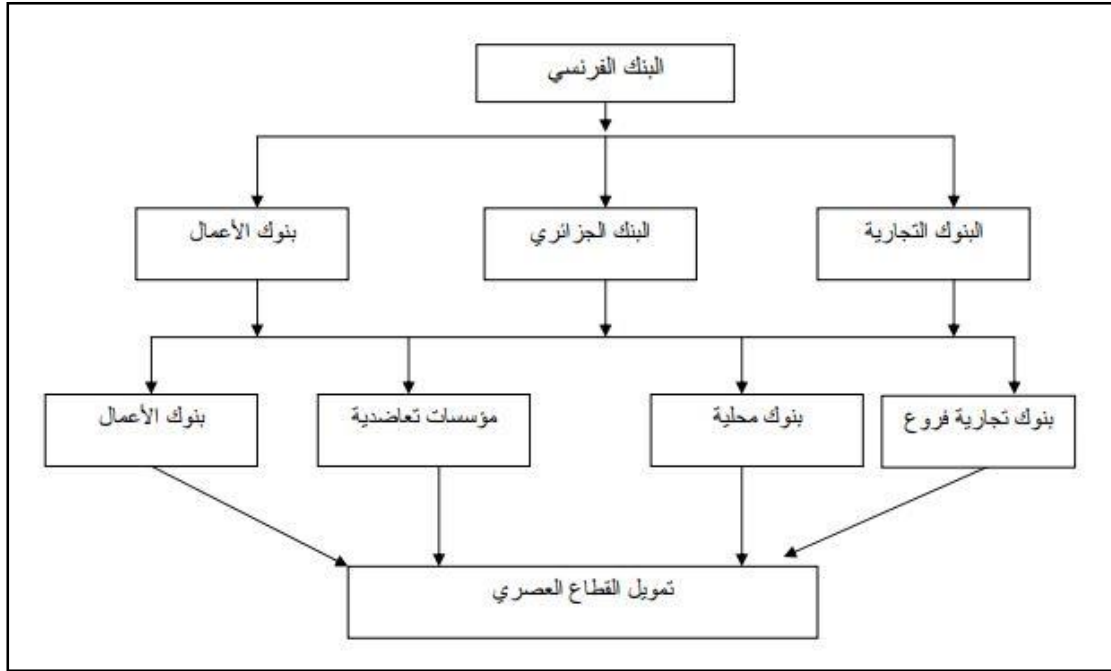 البنك الفرنسي
البنوك التجارية
البنك الجزائري
بنوك الأعمال
بنوك تجارية فروع
بنوك محلية
مؤسسات تعاضدية
بنوك الأعمال
تمويل القطاع العصري